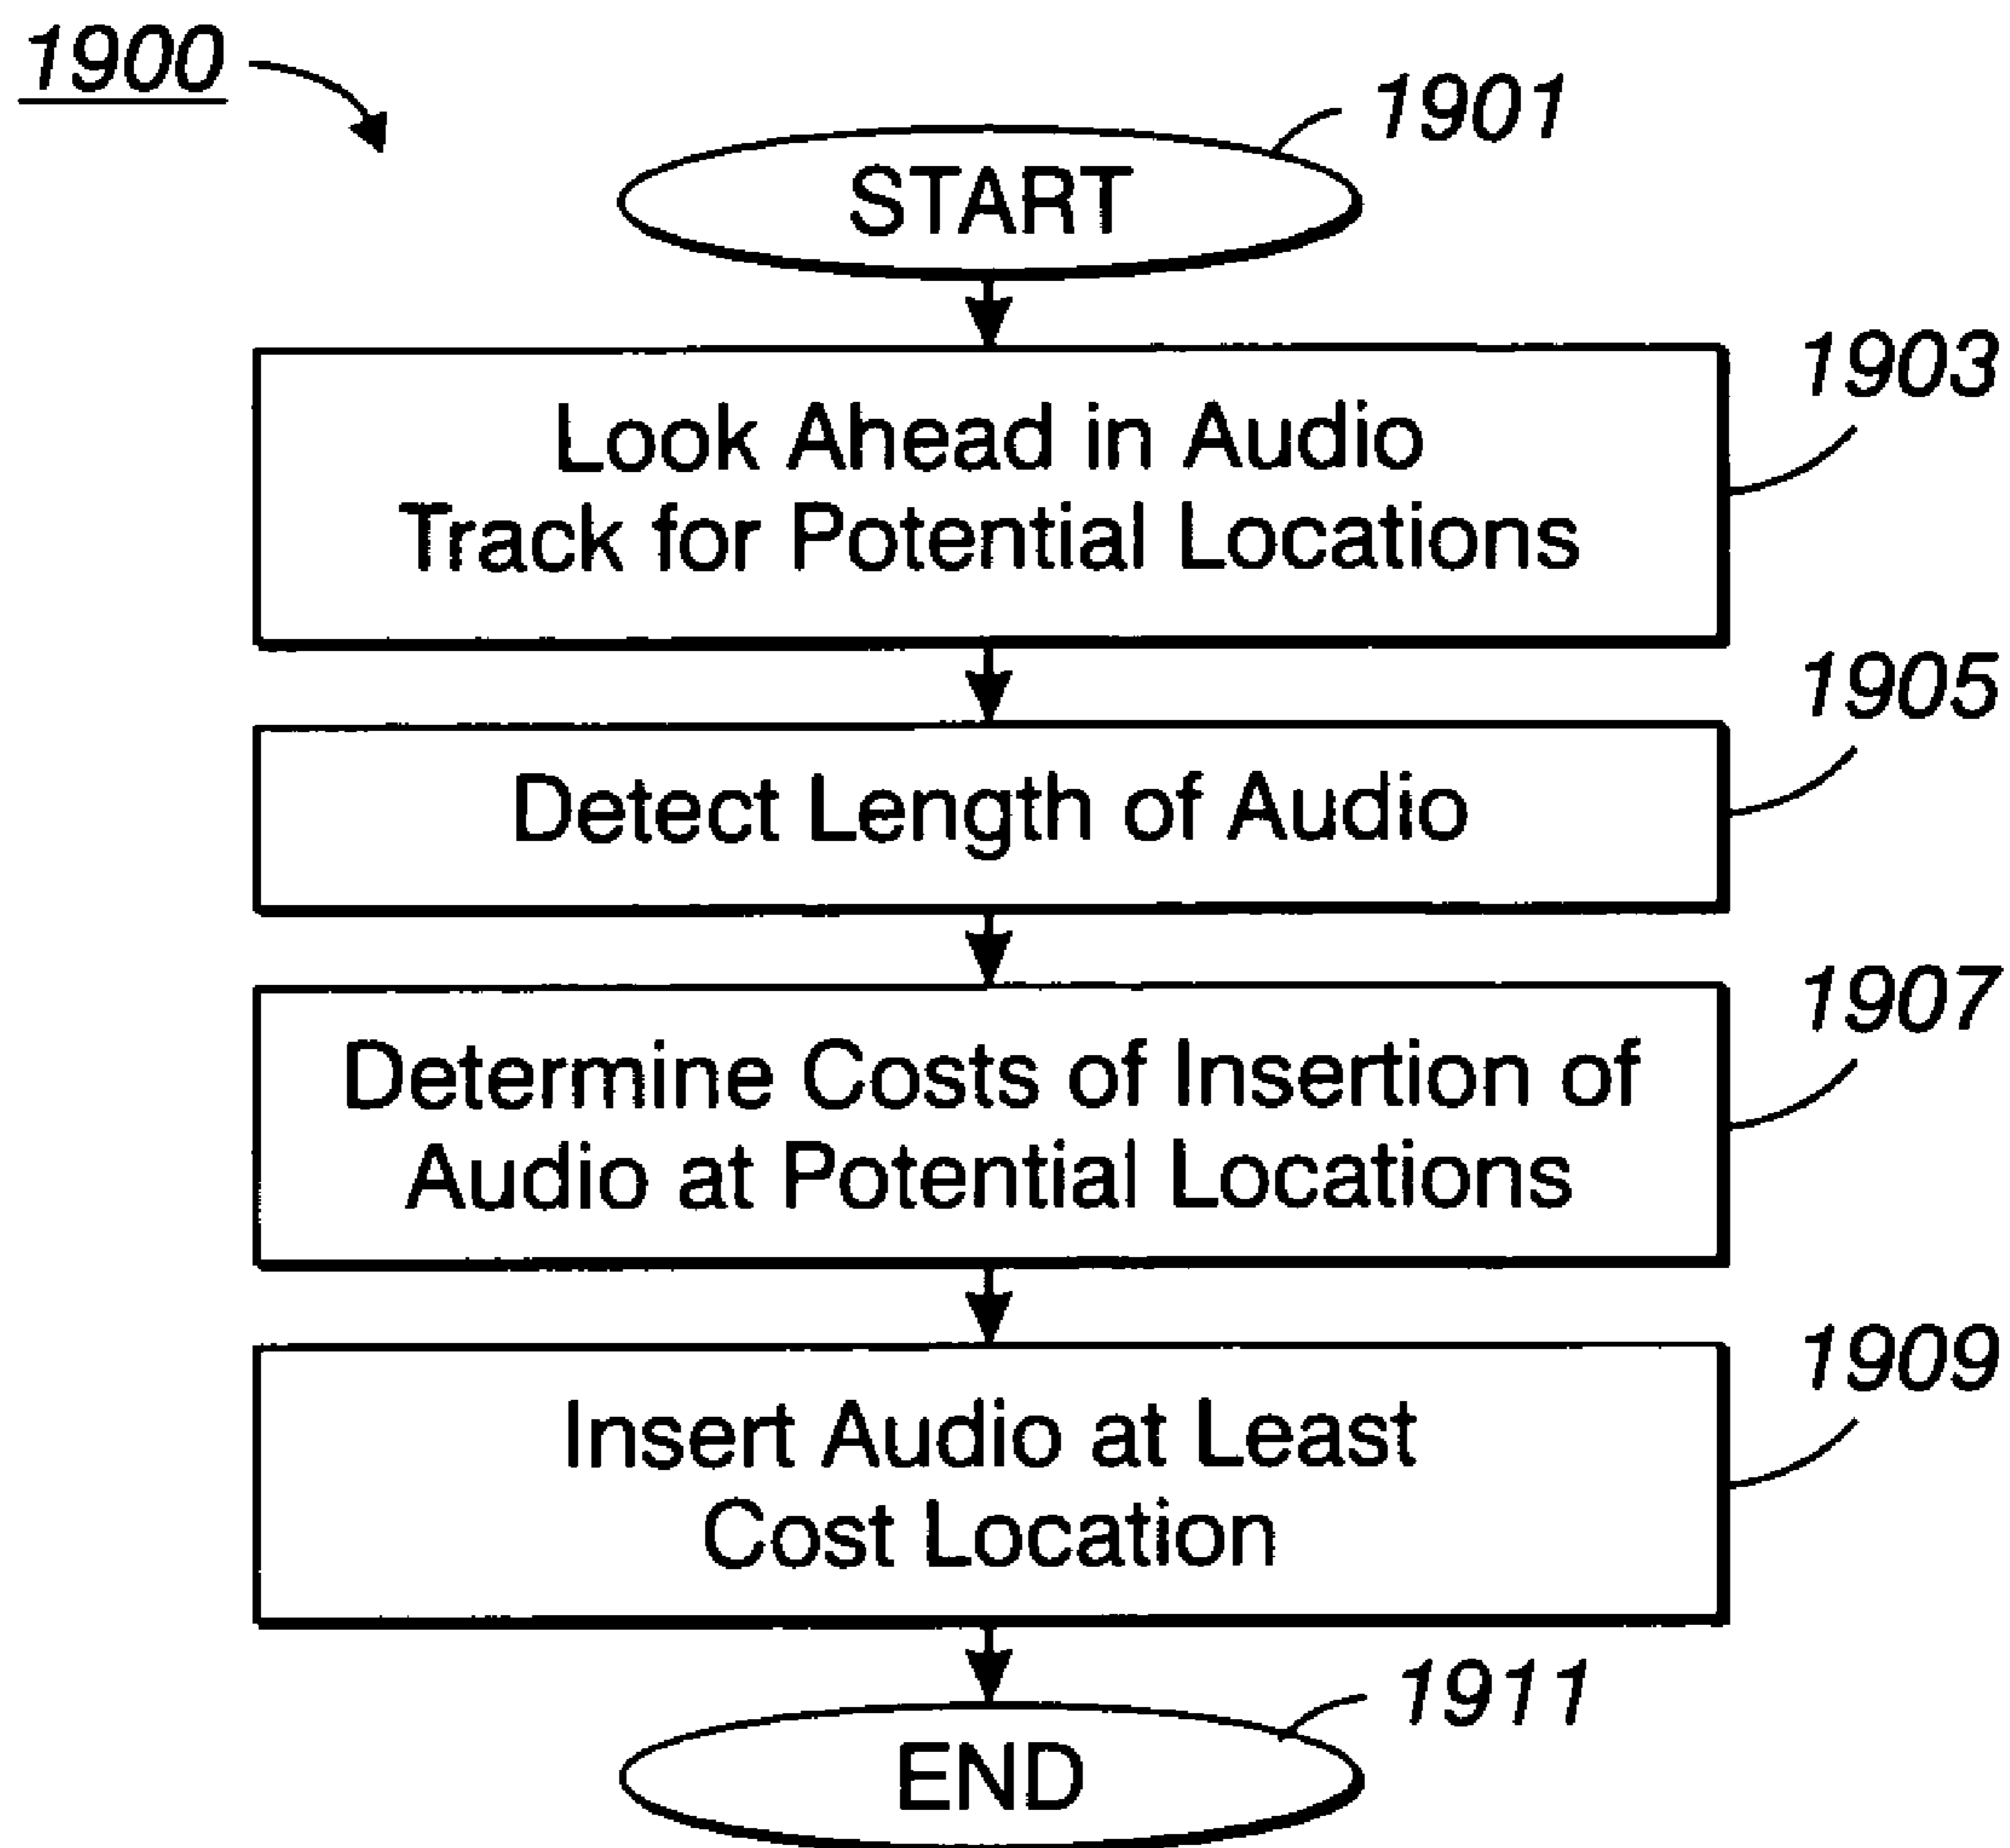 1900
1901
START
1903
Look Ahead in Audio
Track for Potential Locations
1905
Detect Length of Audio
1907
Determine Costs of Insertion of
Audio at Potential Locations
1909
Insert Audio at Least
Cost Location
1911
END